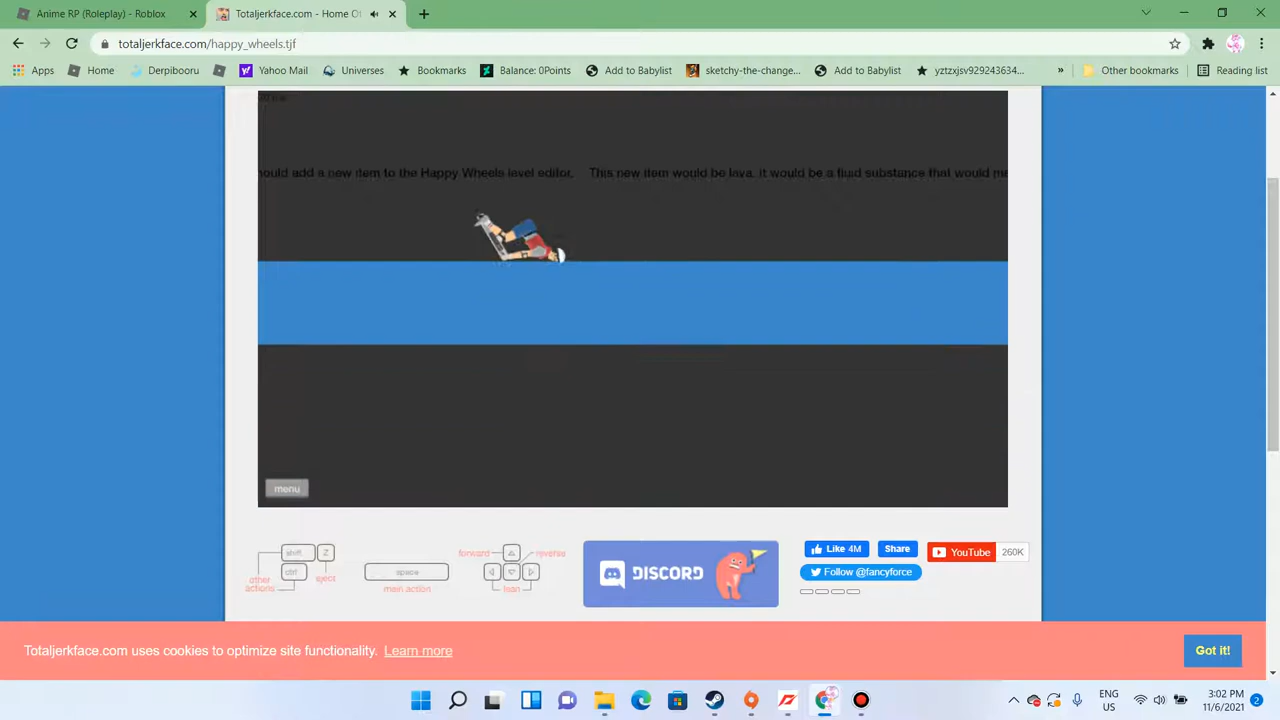 Anime RP (Roleplay) - Roblox
Totaljerkface.com - Home Of
totaljerkface.com/happy_wheels.tjf
Apps Home Derpibooru Yahoo Mail Universes Bookmarks Balance: 0Points Add to Babylist sketchy-the-change... Add to Babylist yztzxjsv929243634... » Other bookmarks Reading list
ould add a new item to the Happy Wheels level editor. This new item would be lava. it would be a fluid substance that would me
menu
shift Z
ctrl
other actions
eject
space
main action
forward
reverse
lean
DISCORD
Like 4M Share YouTube 260K
Follow @fancyforce
Totaljerkface.com uses cookies to optimize site functionality. Learn more
Got it!
ENG
US
3:02 PM
11/6/2021
2